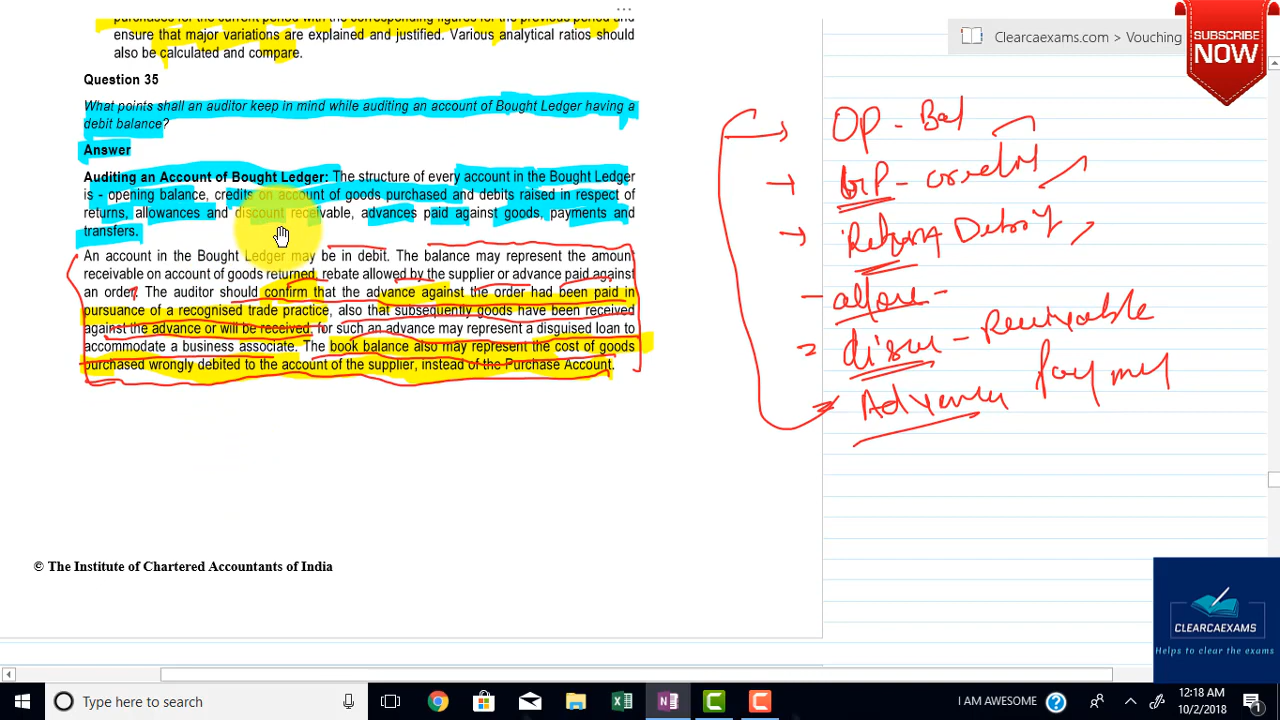 purchases for the current period with the corresponding figures for the previous period and
ensure that major variations are explained and justified. Various analytical ratios should
also be calculated and compare.
Question 35
What points shall an auditor keep in mind while auditing an account of Bought Ledger having a
debit balance?
Answer
Auditing an Account of Bought Ledger: The structure of every account in the Bought Ledger
is - opening balance, credits on account of goods purchased and debits raised in respect of
returns, allowances and discount receivable, advances paid against goods, payments and
transfers.
An account in the Bought Ledger may be in debit. The balance may represent the amount
receivable on account of goods returned, rebate allowed by the supplier or advance paid against
an order. The auditor should confirm that the advance against the order had been paid in
pursuance of a recognised trade practice, also that subsequently goods have been received
against the advance or will be received, for such an advance may represent a disguised loan to
accommodate a business associate. The book balance also may represent the cost of goods
purchased wrongly debited to the account of the supplier, instead of the Purchase Account.
© The Institute of Chartered Accountants of India
Clearcaexams.com > Vouching
SUBSCRIBE
NOW
OP - Bal
Return Debit
Receivable
Advance Payment
CLEARCAEXAMS
Helps to clear the exams
Type here to search
I AM AWESOME
12:18 AM
10/2/2018
1